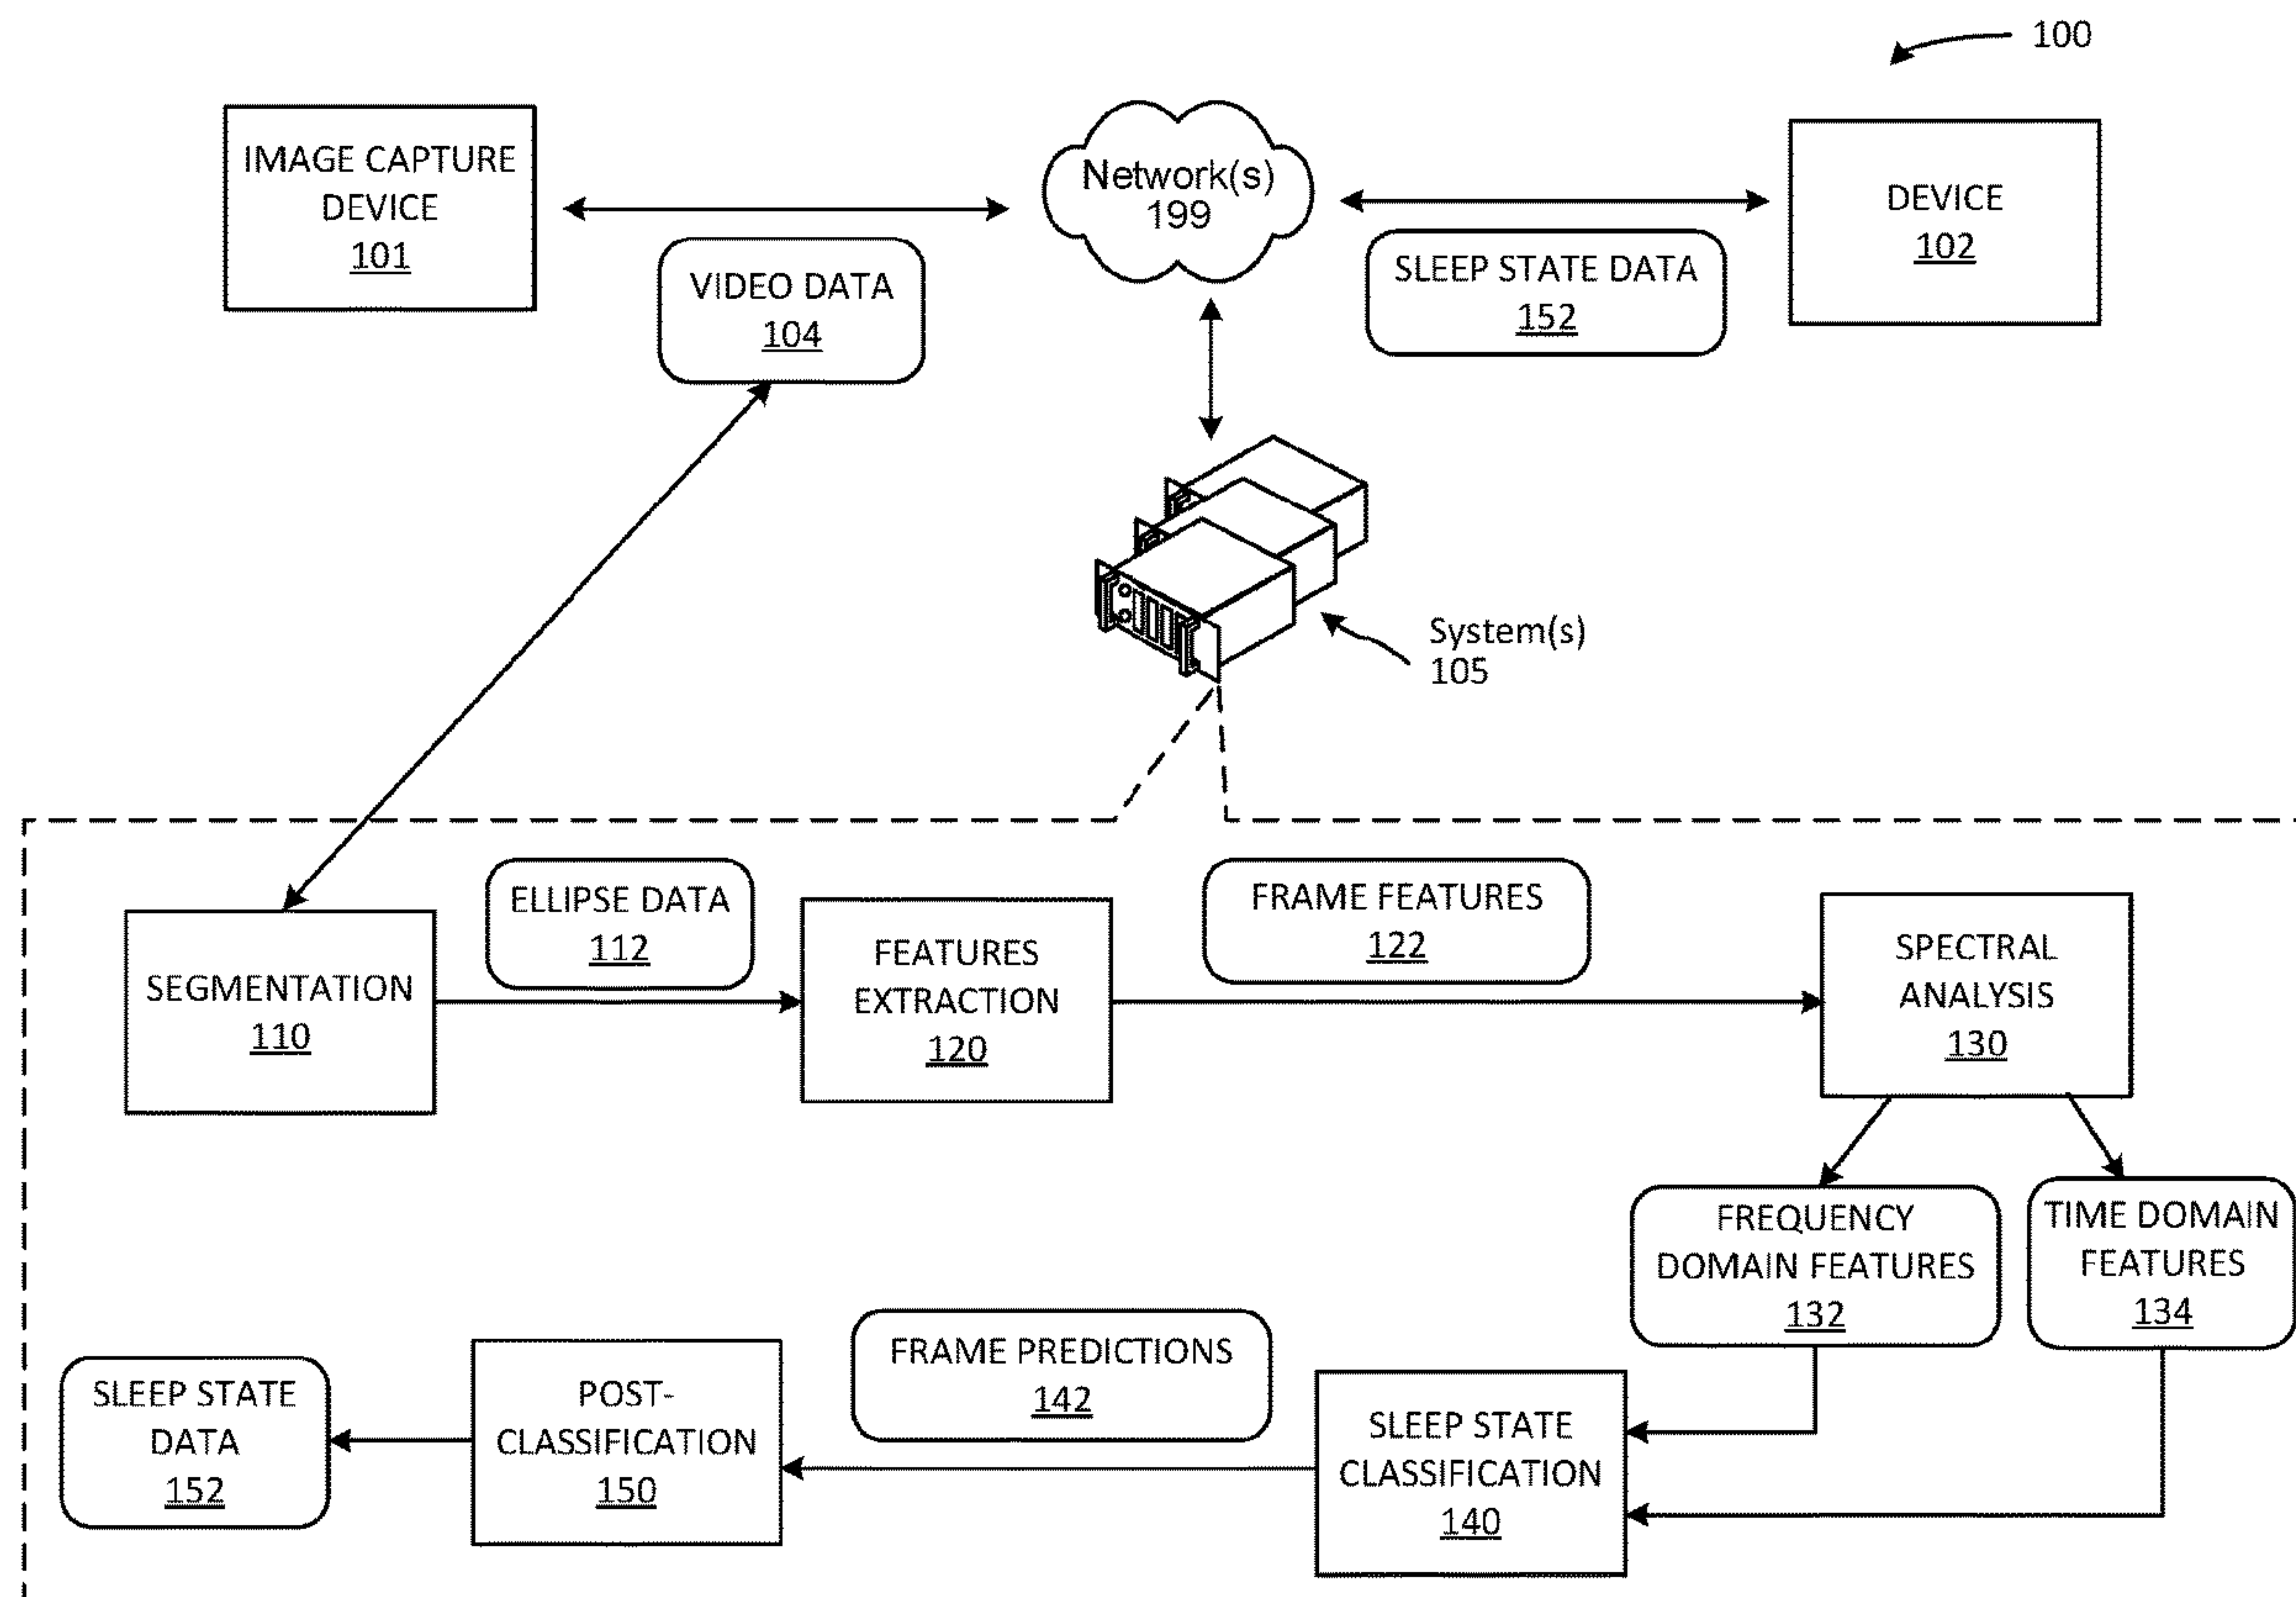 100
IMAGE CAPTURE
DEVICE
101
Network(s)
199
DEVICE
102
VIDEO DATA
104
SLEEP STATE DATA
152
System(s)
105
ELLIPSE DATA
112
FRAME FEATURES
122
SEGMENTATION
110
FEATURES
EXTRACTION
120
SPECTRAL
ANALYSIS
130
FREQUENCY
DOMAIN FEATURES
132
TIME DOMAIN
FEATURES
134
SLEEP STATE
DATA
152
POST-
CLASSIFICATION
150
FRAME PREDICTIONS
142
SLEEP STATE
CLASSIFICATION
140